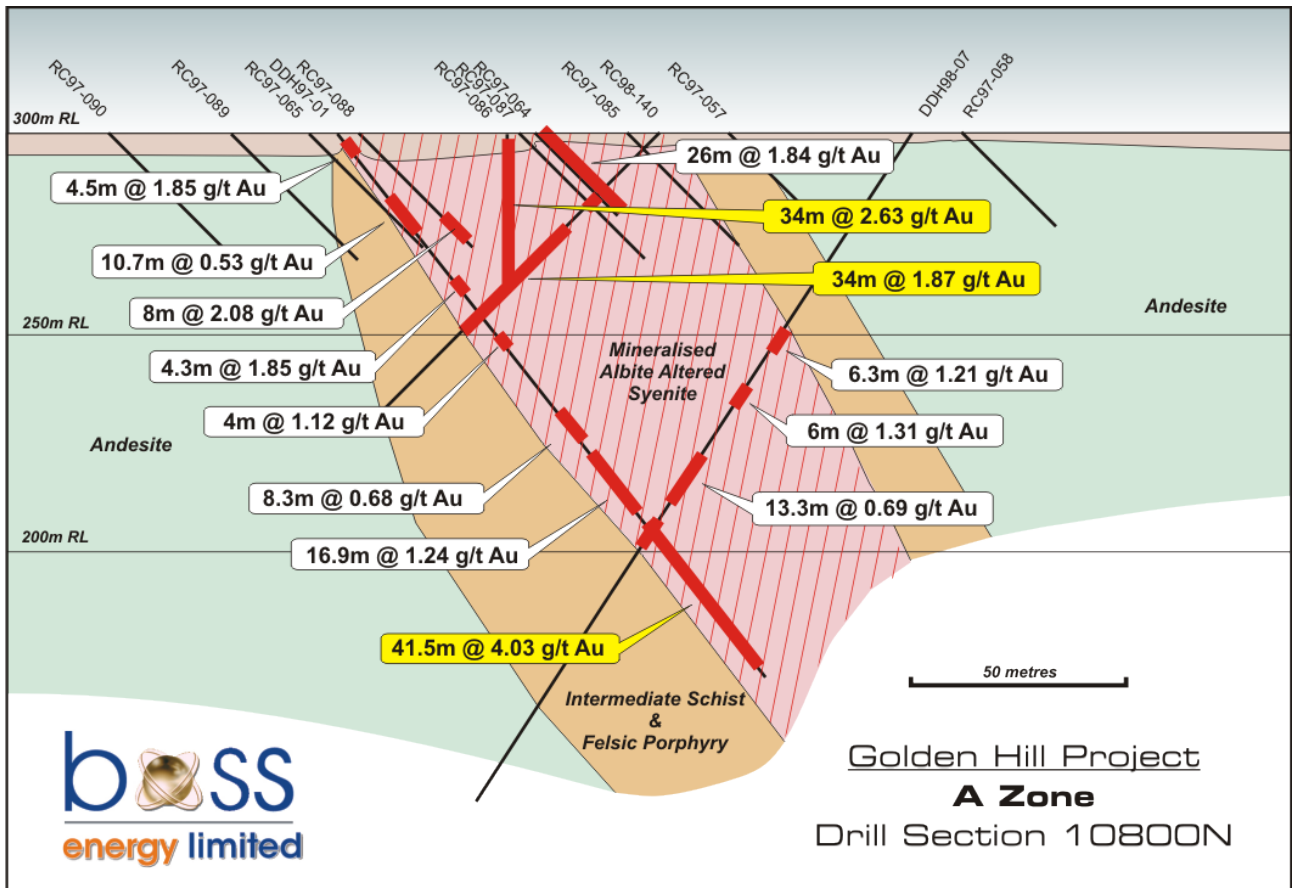 RC97-090
RC97-089
RC97-065
DDH97-01
RC97-088
RC97-086
RC97-087
RC97-064
RC97-085
RC98-140
RC97-057
DDH98-07
RC97-058
300m RL
4.5m @ 1.85 g/t Au
26m @ 1.84 g/t Au
34m @ 2.63 g/t Au
10.7m @ 0.53 g/t Au
34m @ 1.87 g/t Au
8m @ 2.08 g/t Au
Andesite
250m RL
Mineralised
Albite Altered
Syenite
4.3m @ 1.85 g/t Au
6.3m @ 1.21 g/t Au
4m @ 1.12 g/t Au
6m @ 1.31 g/t Au
Andesite
8.3m @ 0.68 g/t Au
13.3m @ 0.69 g/t Au
200m RL
16.9m @ 1.24 g/t Au
41.5m @ 4.03 g/t Au
50 metres
Intermediate Schist
&
Felsic Porphyry
boss
energy limited
Golden Hill Project
A Zone
Drill Section 10800N